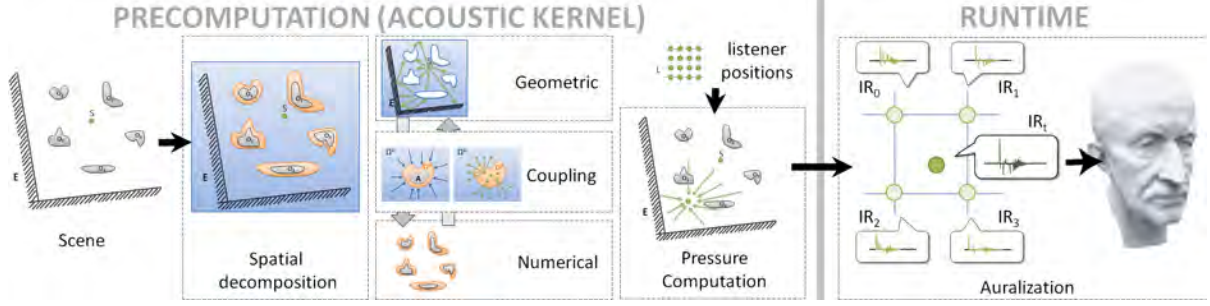 PRECOMPUTATION (ACOUSTIC KERNEL)
RUNTIME
Scene
E
S
Spatial
decomposition
E
S
Geometric
E
Coupling
A
Numerical
listener
positions
L
E
Pressure
Computation
IR0
IR1
IRt
IR2
IR3
Auralization